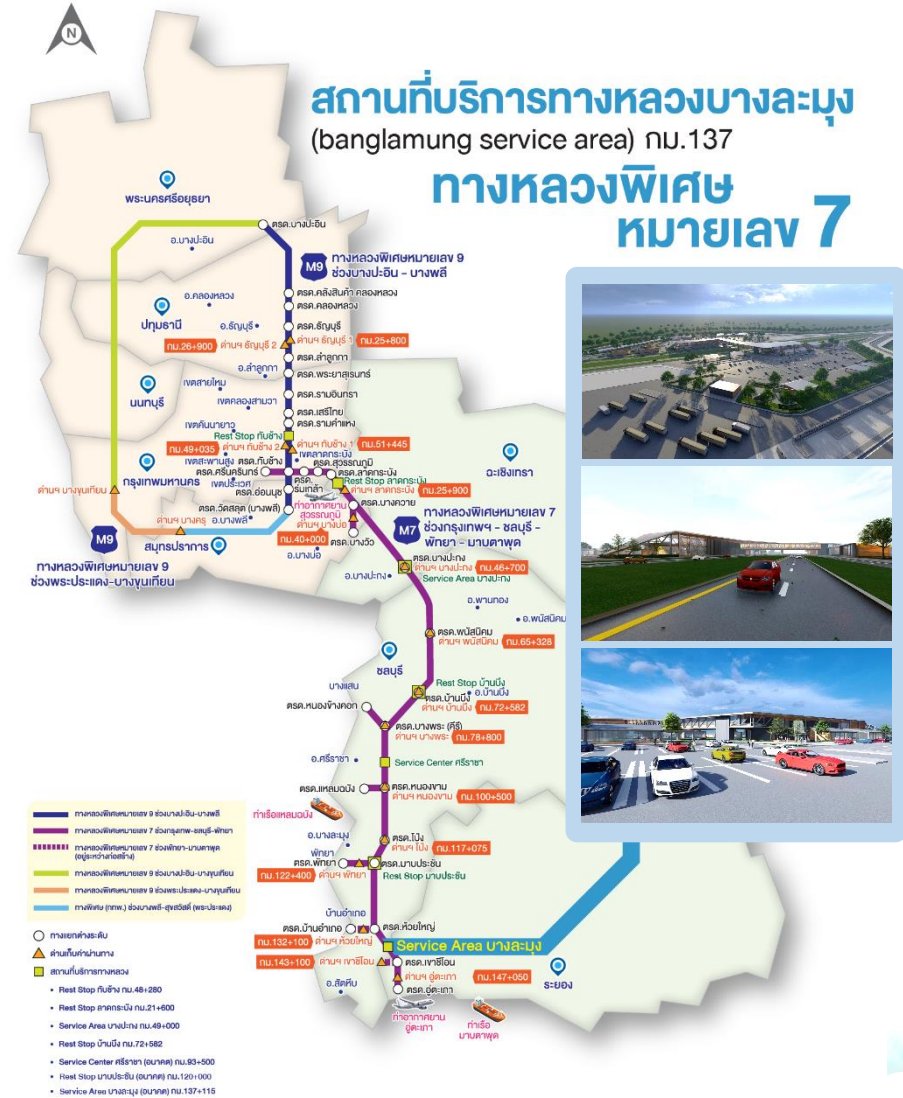 N
สถานที่บริการทางหลวงบางละมุง
(banglamung service area) กม.137
ทางหลวงพิเศษ
หมายเลข 7
พระนครศรีอยุธยา
ตรด.บางปะอิน
อ.บางปะอิน
M9
ทางหลวงพิเศษหมายเลข 9
ช่วงบางปะอิน - บางพลี
ตรด.คลังสินค้า คลองหลวง
อ.คลองหลวง
ตรด.คลองหลวง
ปทุมธานี
อ.ธัญบุรี
ตรด.ธัญบุรี
กม.26+900 ด่านฯ ธัญบุรี 2
ด่านฯ ธัญบุรี 1 กม.25+800
ตรด.ลำลูกกา
อ.ลำลูกกา
ตรด.พระยาสุเรนทร์
เขตสายไหม
ตรด.รามอินทรา
นนทบุรี
เขตคลองสามวา
ตรด.เสรีไทย
เขตคันนายาว
ตรด.รามคำแหง
Rest Stop ทับช้าง
กม.49+035 ด่านฯ ทับช้าง 2
ด่านฯ ทับช้าง 1 กม.51+445
เขตลาดกระบัง
เขตสะพานสูง
ตรด.ทับช้าง
ตรด.สุวรรณภูมิ
ตรด.ลาดกระบัง
ฉะเชิงเทรา
กรุงเทพมหานคร
ตรด.ศรีนครินทร์
Rest Stop ลาดกระบัง
เขตประเวศ
ตรด.ร่มเกล้า
ด่านฯ ลาดกระบัง กม.25+900
ด่านฯ บางขุนเทียน
ตรด.อ่อนนุช
ท่าอากาศยาน
สุวรรณภูมิ
ตรด.บางควาย
ตรด.วัดสลุด (บางพลี)
ด่านฯ บางครุ
อ.บางพลี
ด่านฯ บางบ่อ
กม.40+000
ตรด.บางวัว
M7
ทางหลวงพิเศษหมายเลข 7
ช่วงกรุงเทพฯ - ชลบุรี -
พัทยา - มาบตาพุด
M9
สมุทรปราการ
อ.บางบ่อ
ทางหลวงพิเศษหมายเลข 9
ช่วงพระประแดง-บางขุนเทียน
ตรด.บางปะกง
ด่านฯ บางปะกง กม.46+700
อ.บางปะกง
Service Area บางปะกง
อ.พานทอง
อ.พนัสนิคม
ตรด.พนัสนิคม
ด่านฯ พนัสนิคม กม.65+328
ชลบุรี
บางแสน
Rest Stop บ้านบึง
ตรด.บ้านบึง อ.บ้านบึง
ด่านฯ บ้านบึง กม.72+582
ตรด.หนองข้างคอก
ตรด.บางพระ (คีรี)
ด่านฯ บางพระ กม.78+800
อ.ศรีราชา
Service Center ศรีราชา
ตรด.แหลมฉบัง
ตรด.หนองขาม
ด่านฯ หนองขาม กม.100+500
ท่าเรือแหลมฉบัง
อ.บางละมุง
ตรด.โป่ง
ด่านฯ โป่ง กม.117+075
พัทยา
ตรด.พัทยา
ตรด.มาบประชัน
กม.122+400 ด่านฯ พัทยา
Rest Stop มาบประชัน
บ้านอำเภอ
ตรด.บ้านอำเภอ
ตรด.ห้วยใหญ่
กม.132+100 ด่านฯ ห้วยใหญ่
Service Area บางละมุง
กม.143+100 ด่านฯ เขาชีโอน
ตรด.เขาชีโอน
ระยอง
อ.สัตหีบ
ด่านฯ อู่ตะเภา กม.147+050
ตรด.อู่ตะเภา
ท่าอากาศยาน
อู่ตะเภา
ท่าเรือ
มาบตาพุด
ทางหลวงพิเศษหมายเลข 9 ช่วงบางปะอิน-บางพลี
ทางหลวงพิเศษหมายเลข 7 ช่วงกรุงเทพ-ชลบุรี-พัทยา
ทางหลวงพิเศษหมายเลข 7 ช่วงพัทยา-มาบตาพุด
(อยู่ระหว่างก่อสร้าง)
ทางหลวงพิเศษหมายเลข 9 ช่วงบางปะอิน-บางขุนเทียน
ทางหลวงพิเศษหมายเลข 9 ช่วงพระประแดง-บางขุนเทียน
ทางพิเศษ (กทพ.) ช่วงบางพลี-สุขสวัสดิ์ (พระประแดง)
ทางแยกต่างระดับ
ด่านเก็บค่าผ่านทาง
สถานที่บริการทางหลวง
• Rest Stop ทับช้าง กม.48+280
• Rest Stop ลาดกระบัง กม.21+600
• Service Area บางปะกง กม.49+000
• Rest Stop บ้านบึง กม.72+582
• Service Center ศรีราชา (อนาคต) กม.93+500
• Rest Stop มาบประชัน (อนาคต) กม.120+000
• Service Area บางละมุง (อนาคต) กม.137+115